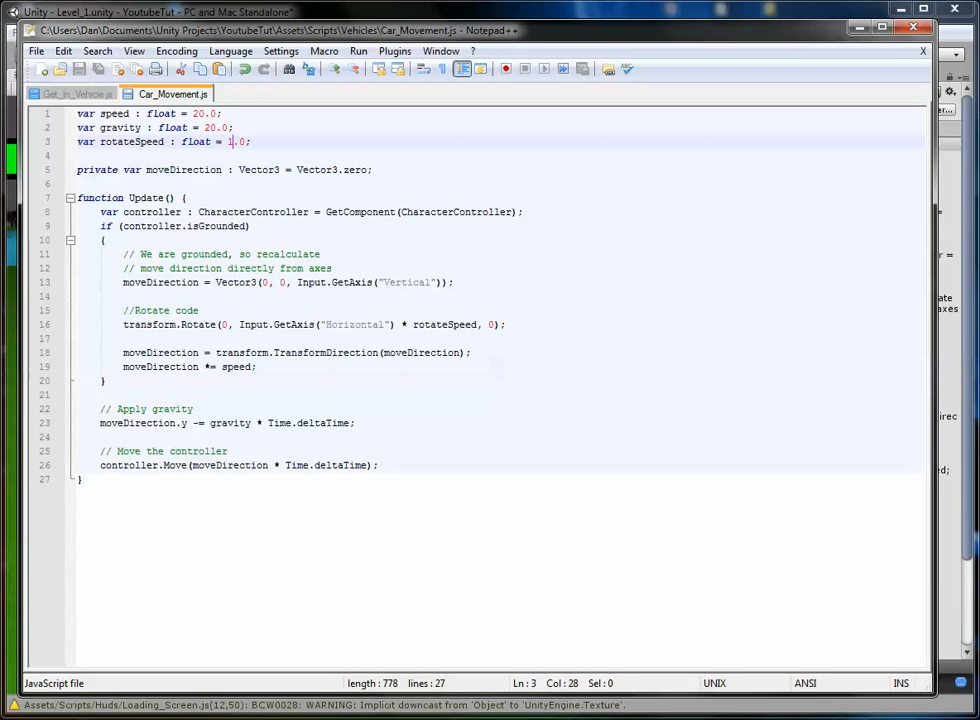 Unity - Level_1.unity - YoutubeTut - PC and Mac Standalone*
C:\Users\Dan\Documents\Unity Projects\YoutubeTut\Assets\Scripts\Vehicles\Car_Movement.js - Notepad++
File Edit Search View Encoding Language Settings Macro Run Plugins Window ? X
Get_In_Vehicle.js Car_Movement.js
1 var speed : float = 20.0;
2 var gravity : float = 20.0;
3 var rotateSpeed : float = 1.0;
4
5 private var moveDirection : Vector3 = Vector3.zero;
6
7 function Update() {
8 var controller : CharacterController = GetComponent(CharacterController);
9 if (controller.isGrounded)
10 {
11 // We are grounded, so recalculate
12 // move direction directly from axes
13 moveDirection = Vector3(0, 0, Input.GetAxis("Vertical"));
14
15 //Rotate code
16 transform.Rotate(0, Input.GetAxis("Horizontal") * rotateSpeed, 0);
17
18 moveDirection = transform.TransformDirection(moveDirection);
19 moveDirection *= speed;
20 }
21
22 // Apply gravity
23 moveDirection.y -= gravity * Time.deltaTime;
24
25 // Move the controller
26 controller.Move(moveDirection * Time.deltaTime);
27 }
JavaScript file length : 778 lines : 27 Ln : 3 Col : 28 Sel : 0 UNIX ANSI INS
Assets/Scripts/Huds/Loading_Screen.js(12,50): BCW0028: WARNING: Implicit downcast from 'Object' to 'UnityEngine.Texture'.